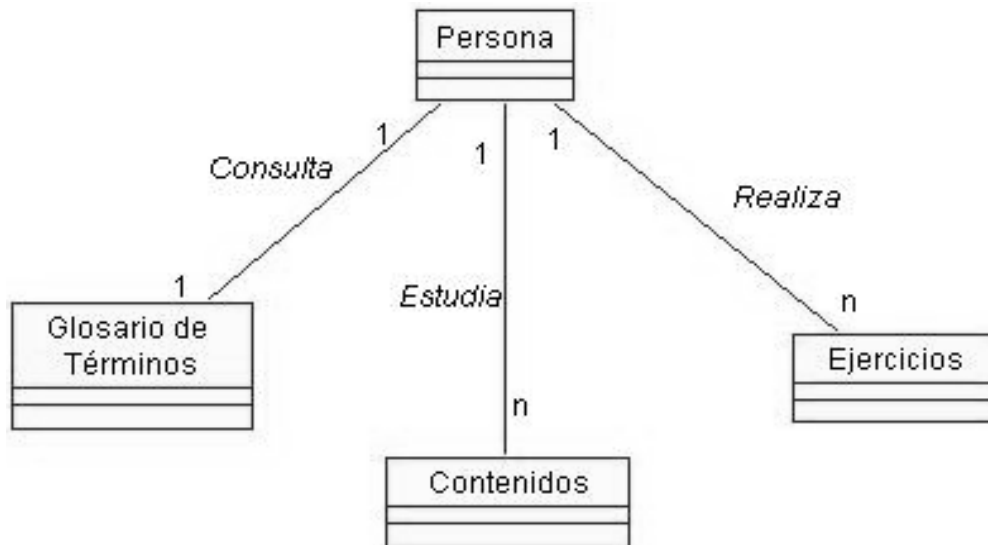 Persona
1
1
1
Consulta
Realiza
1
Estudia
n
Glosario de
Términos
Ejercicios
n
Contenidos